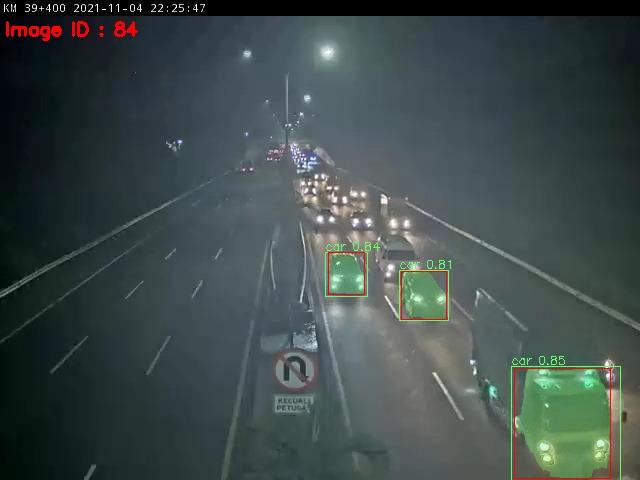 KM 39+400 2021-11-04 22:25:47
Image ID : 84
car 0.84
car 0.81
car 0.85
KECUALI
PETUGAS